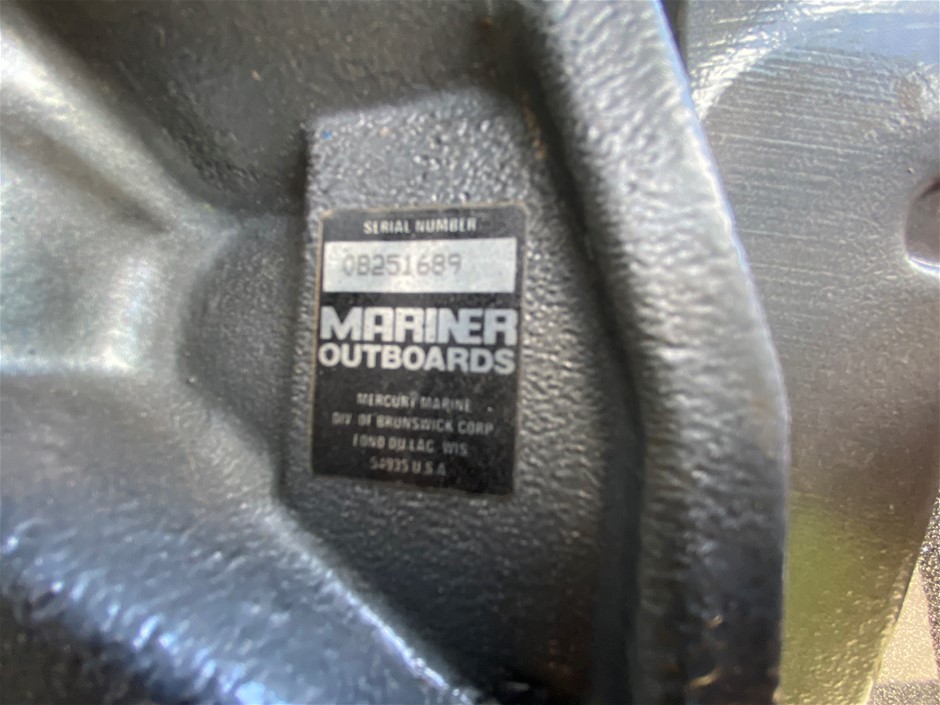 SERIAL NUMBER
0B251689
MARINER
OUTBOARDS
MERCURY MARINE
DIV. OF BRUNSWICK CORP.
FOND DU LAC, WIS.
54935 U.S.A.